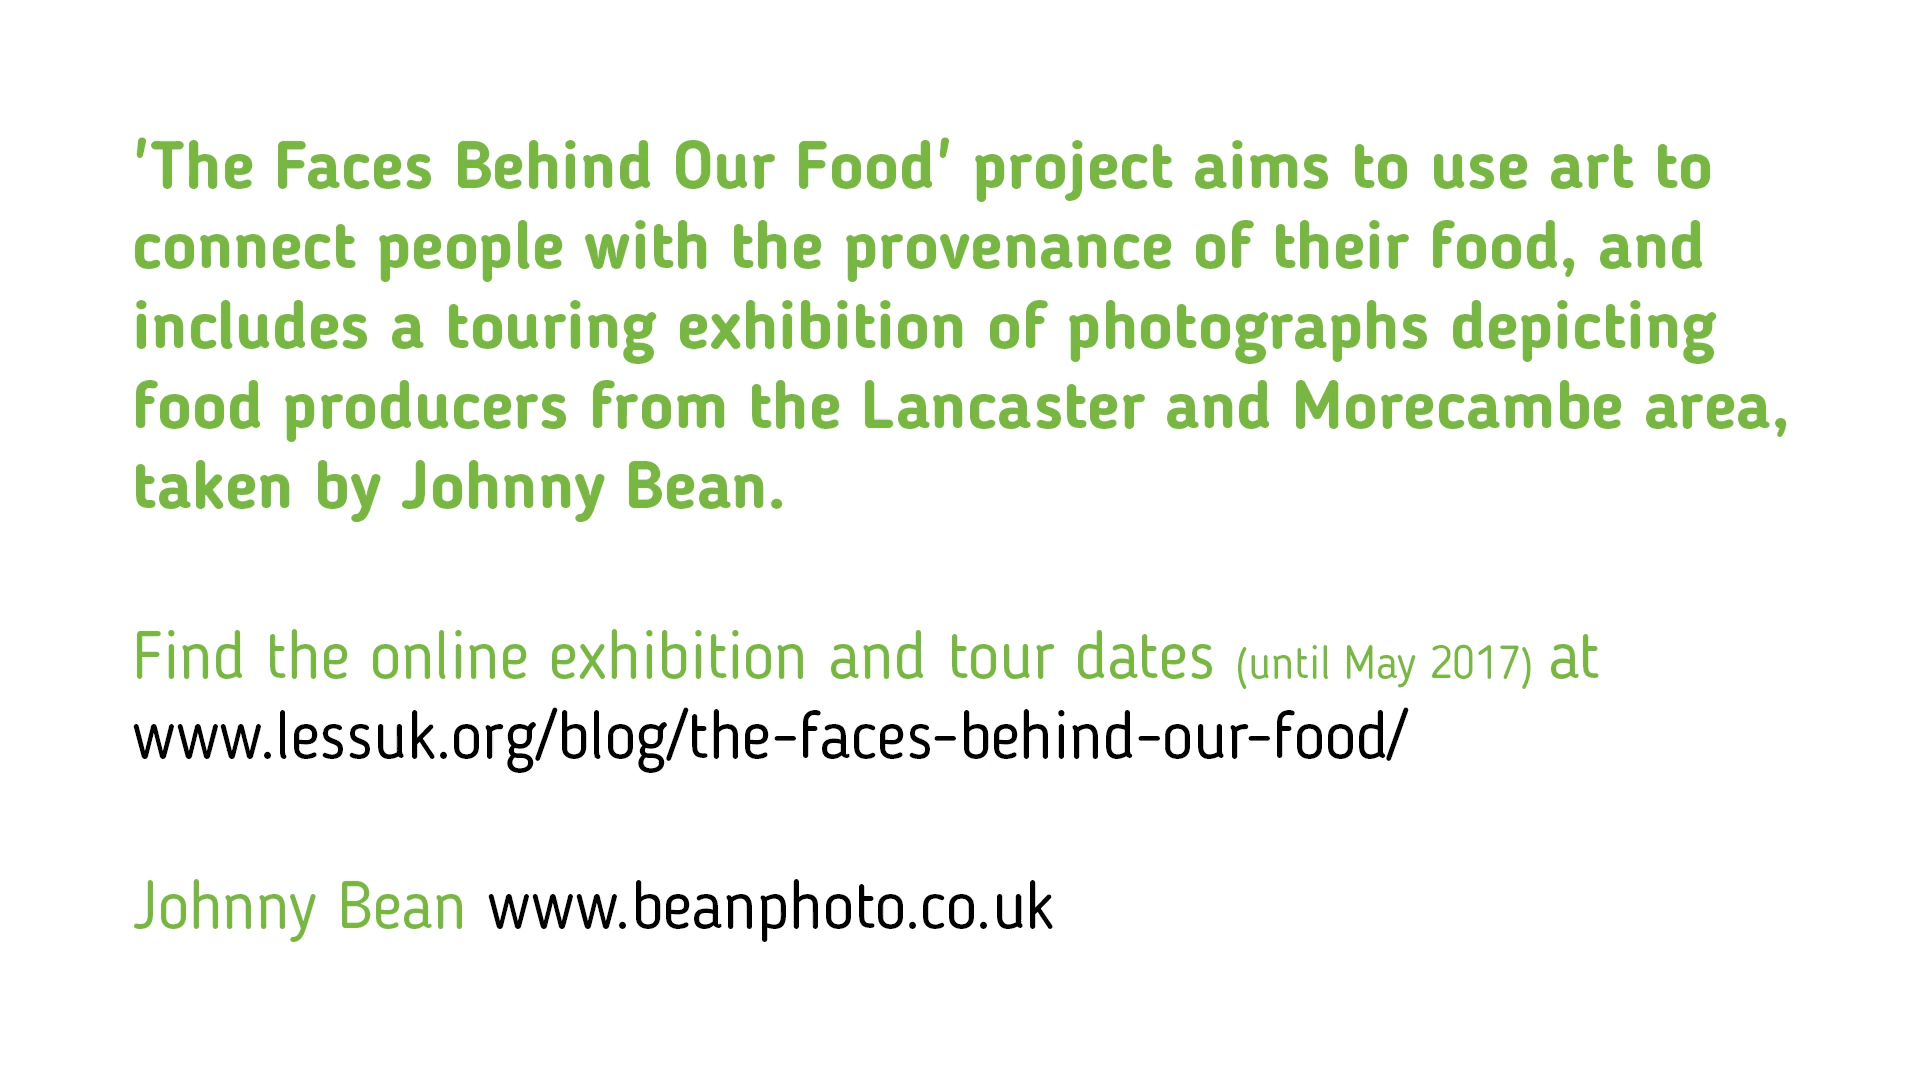 'The Faces Behind Our Food' project aims to use art to
connect people with the provenance of their food, and
includes a touring exhibition of photographs depicting
food producers from the Lancaster and Morecambe area,
taken by Johnny Bean.
Find the online exhibition and tour dates (until May 2017) at
www.lessuk.org/blog/the-faces-behind-our-food/
Johnny Bean www.beanphoto.co.uk